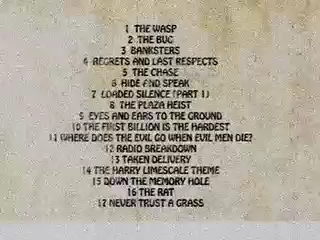 1 THE WASP
2 THE BUG
3 BANKSTERS
4 REGRETS AND LAST RESPECTS
5 THE CHASE
6 HIDE AND SPEAK
7 LOADED SILENCE (PART 1)
8 THE PLAZA HEIST
9 EYES AND EARS TO THE GROUND
10 THE FIRST BILLION IS THE HARDEST
11 WHERE DOES THE EVIL GO WHEN EVIL MEN DIE?
12 RADIO BREAKDOWN
13 TAKEN DELIVERY
14 THE HARRY LIMESCALE THEME
15 DOWN THE MEMORY HOLE
16 THE RAT
17 NEVER TRUST A GRASS